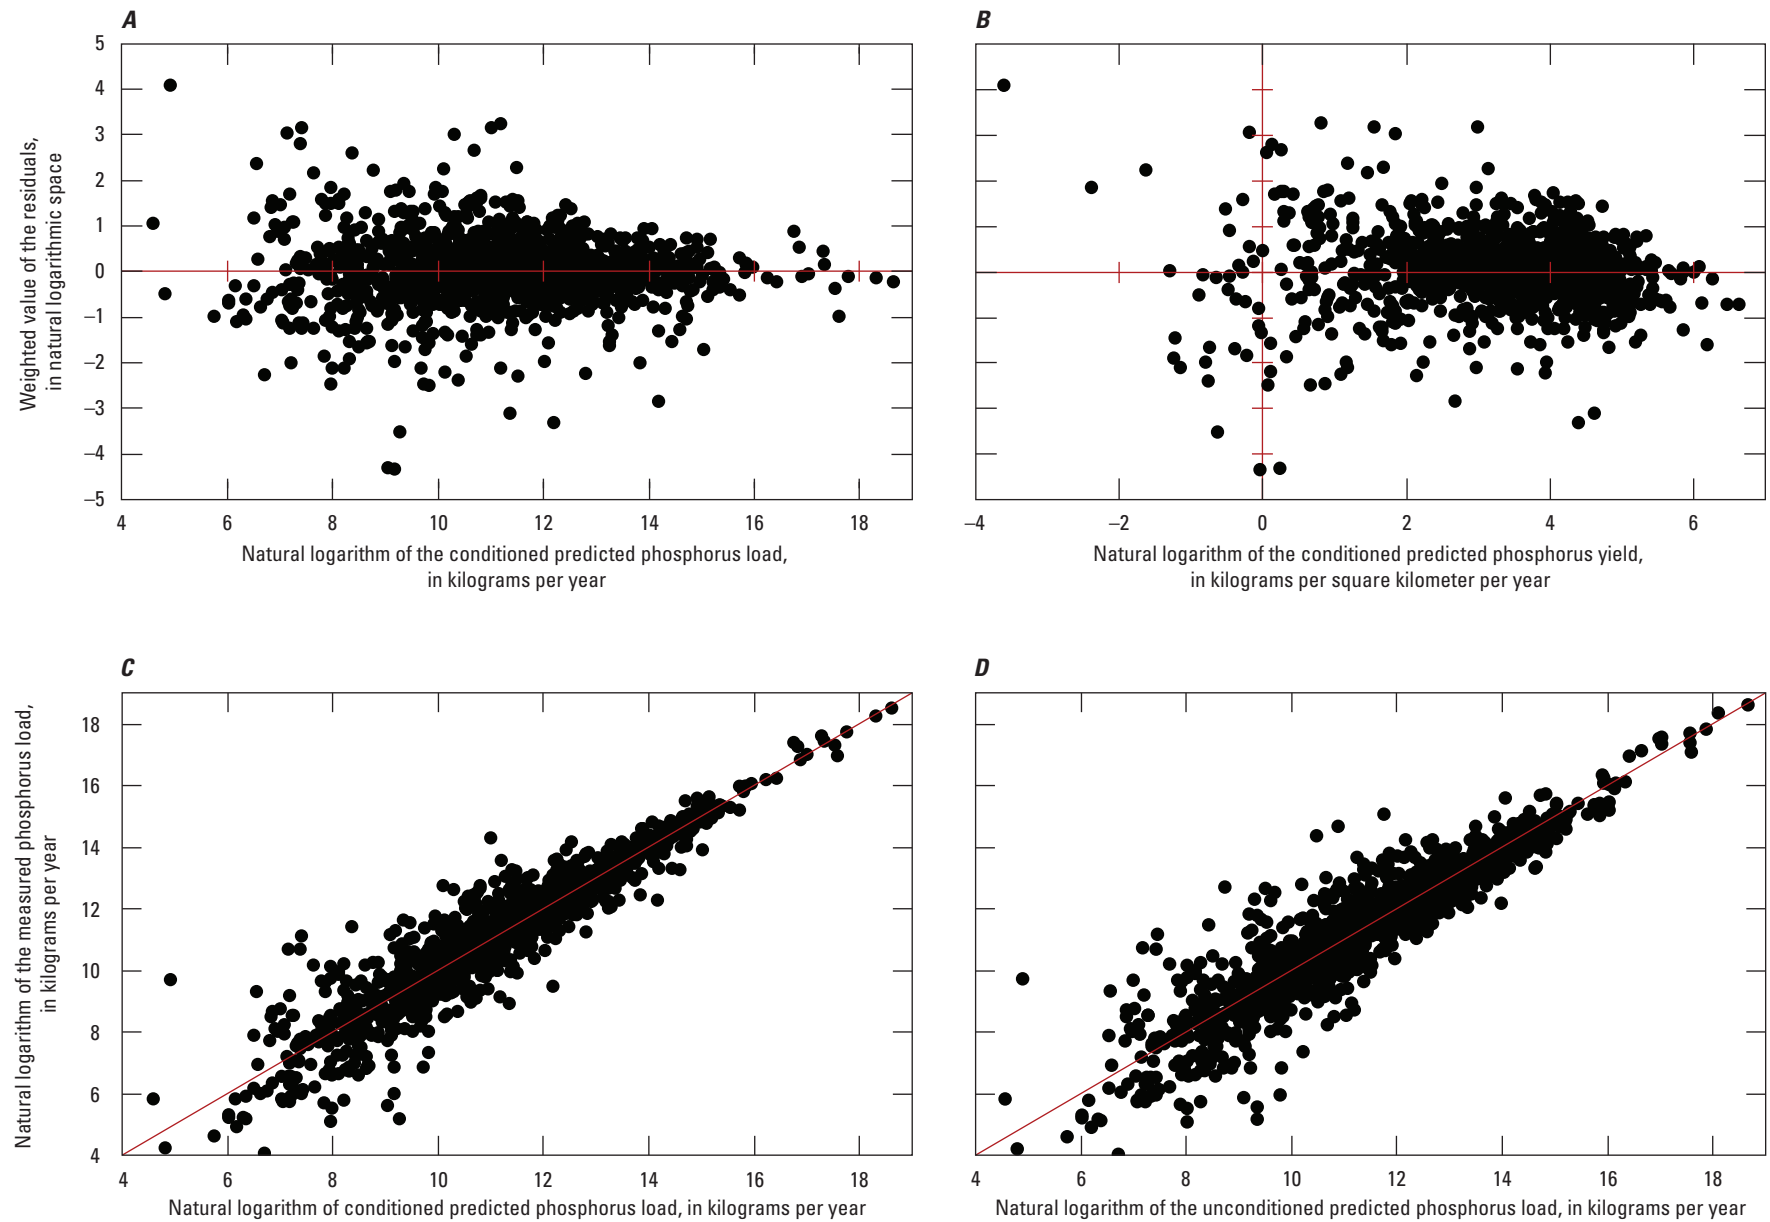 A
B
Weighted value of the residuals,
in natural logarithmic space
5
4
3
2
1
0
–1
–2
–3
–4
–5
4 6 8 10 12 14 16 18
–4 –2 0 2 4 6
Natural logarithm of the conditioned predicted phosphorus load,
in kilograms per year
Natural logarithm of the conditioned predicted phosphorus yield,
in kilograms per square kilometer per year
C
D
Natural logarithm of the measured phosphorus load,
in kilograms per year
18
16
14
12
10
8
6
4
4 6 8 10 12 14 16 18
4 6 8 10 12 14 16 18
Natural logarithm of conditioned predicted phosphorus load, in kilograms per year
Natural logarithm of the unconditioned predicted phosphorus load, in kilograms per year